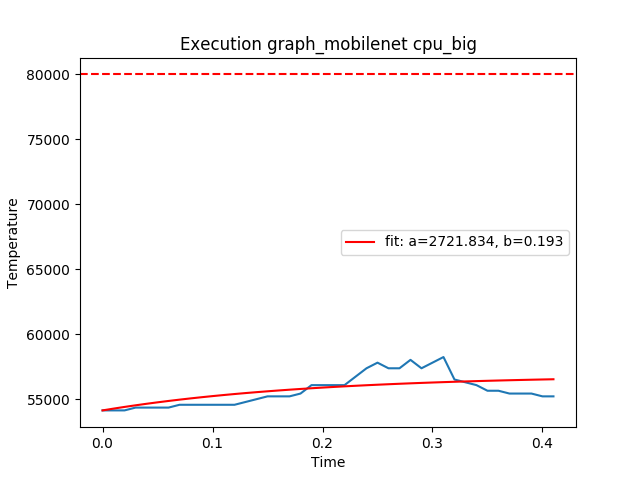 Execution graph_mobilenet cpu_big
80000
75000
70000
65000
60000
55000
Temperature
fit: a=2721.834, b=0.193
0.0 0.1 0.2 0.3 0.4
Time